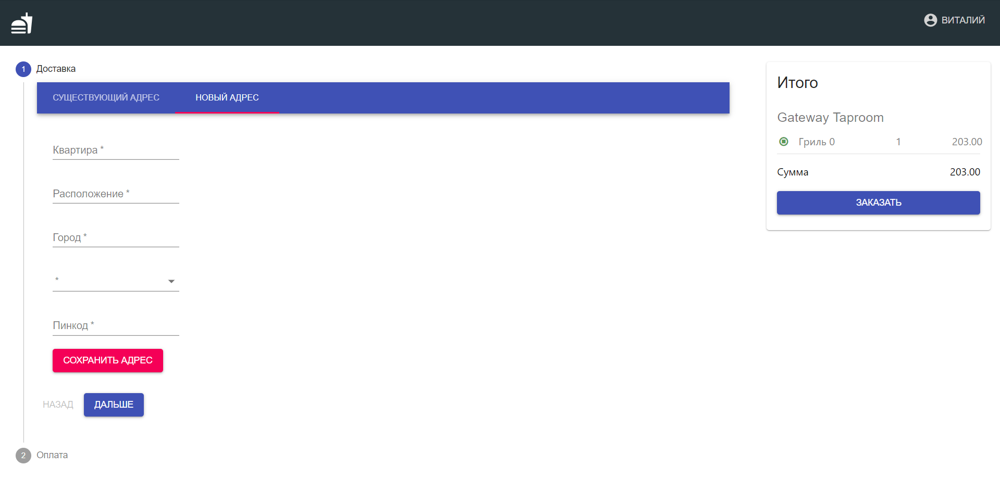 ВИТАЛИЙ
1 Доставка
СУЩЕСТВУЮЩИЙ АДРЕС НОВЫЙ АДРЕС
Квартира *
Расположение *
Город *
*
Пинкод *
СОХРАНИТЬ АДРЕС
НАЗАД ДАЛЬШЕ
2 Оплата
Итого
Gateway Taproom
Гриль 0 1 203.00
Сумма 203.00
ЗАКАЗАТЬ